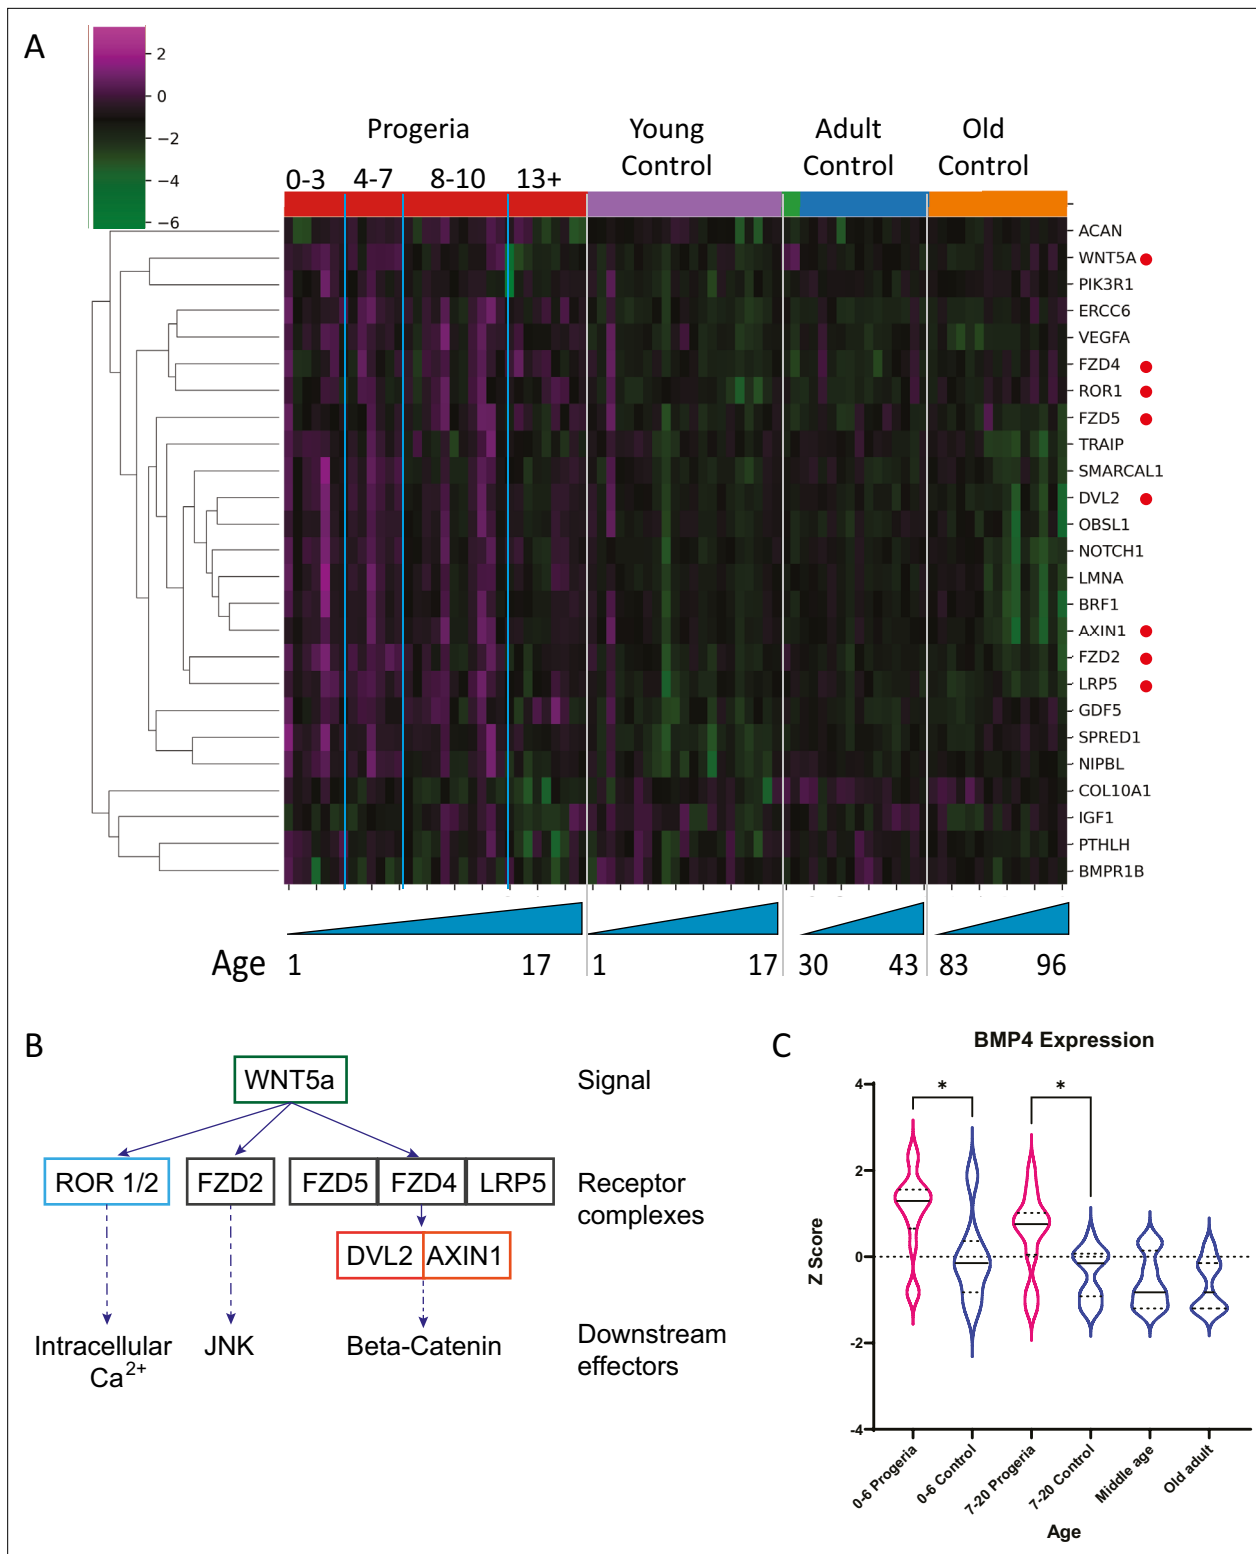 A
2
0
−2
−4
−6
Progeria
Young Control
Adult Control
Old Control
0-3 4-7 8-10 13+
ACAN
WNT5A
PIK3R1
ERCC6
VEGFA
FZD4
ROR1
FZD5
TRAIP
SMARCAL1
DVL2
OBSL1
NOTCH1
LMNA
BRF1
AXIN1
FZD2
LRP5
GDF5
SPRED1
NIPBL
COL10A1
IGF1
PTHLH
BMPR1B
Age 1 17 1 17 30 43 83 96
B
WNT5a
Signal
ROR 1/2
FZD2
FZD5
FZD4
LRP5
Receptor
complexes
DVL2
AXIN1
Intracellular
Ca2+
JNK
Beta-Catenin
Downstream
effectors
C
BMP4 Expression
* *
Z Score
4
2
0
-2
-4
0-6 Progeria
0-6 Control
7-20 Progeria
7-20 Control
Middle age
Old adult
Age